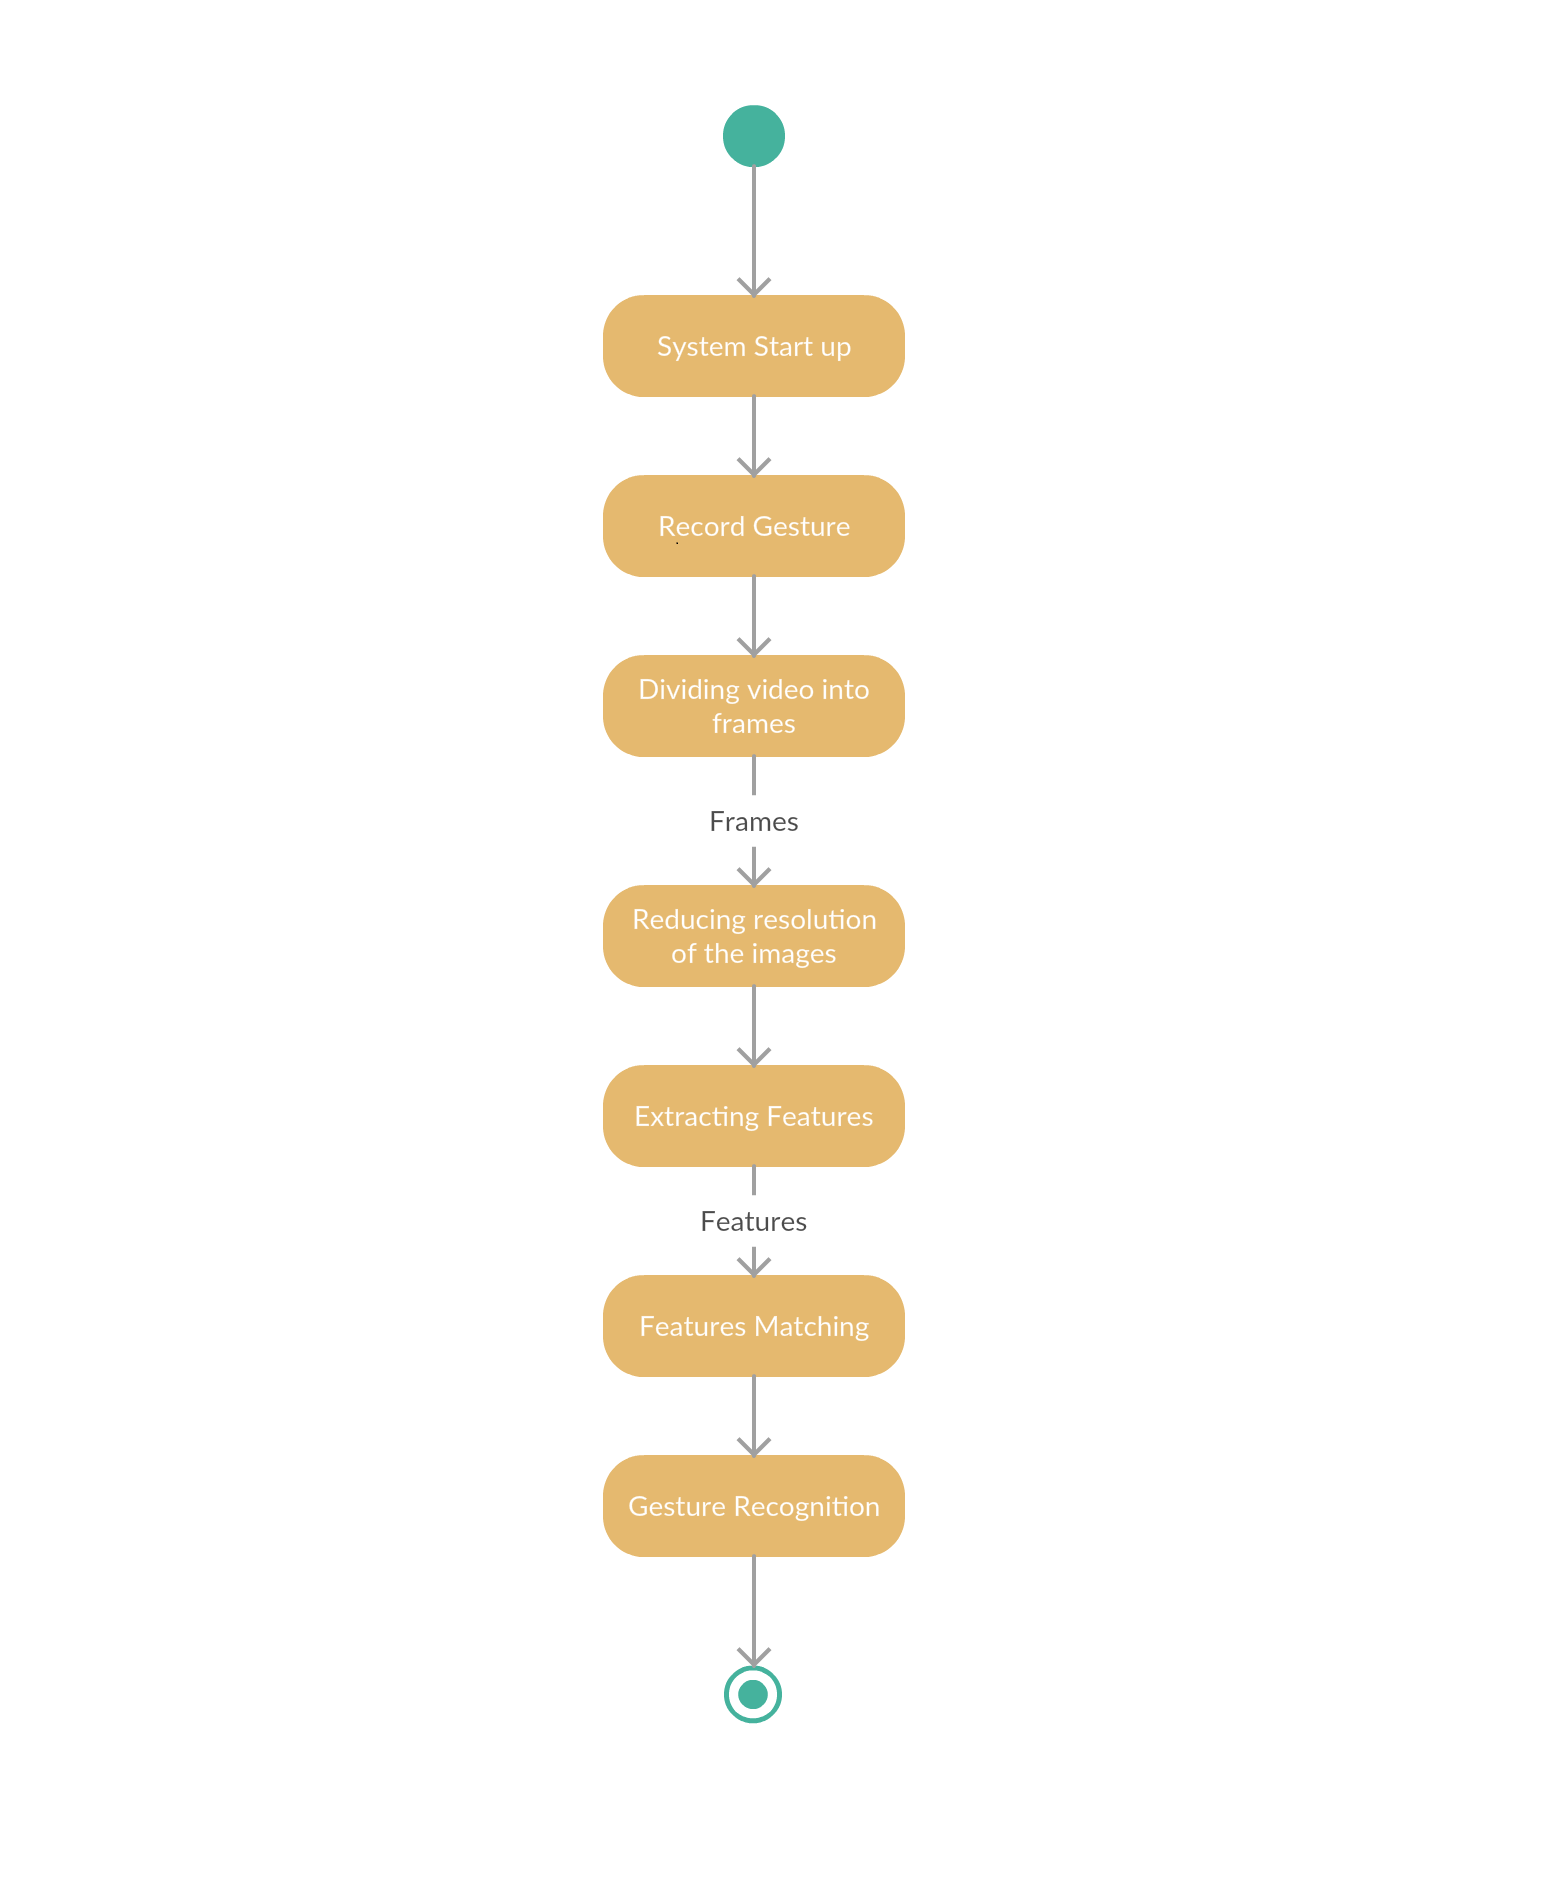 System Start up
Record Gesture
Dividing video into
frames
Frames
Reducing resolution
of the images
Extracting Features
Features
Features Matching
Gesture Recognition